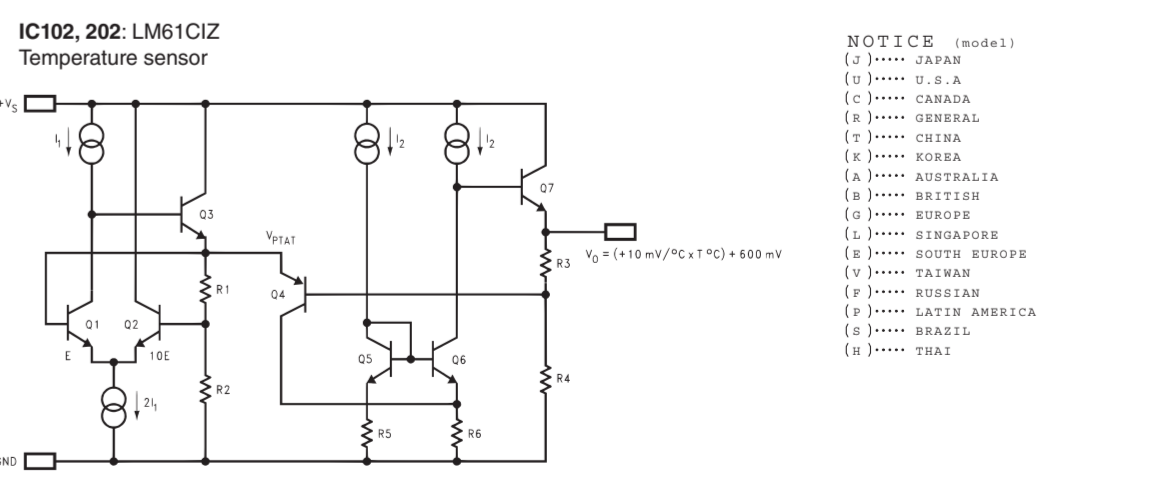 IC102, 202: LM61CIZ
Temperature sensor
+VS
I1
I2
I2
Q7
Q3
VPTAT
VO = (+10 mV/°C x T °C) + 600 mV
R3
R1
Q4
Q1
Q2
E
10E
Q5
Q6
R4
R2
2I1
R5
R6
GND
NOTICE (model)
(J)····· JAPAN
(U)····· U.S.A
(C)····· CANADA
(R)····· GENERAL
(T)····· CHINA
(K)····· KOREA
(A)····· AUSTRALIA
(B)····· BRITISH
(G)····· EUROPE
(L)····· SINGAPORE
(E)····· SOUTH EUROPE
(V)····· TAIWAN
(F)····· RUSSIAN
(P)····· LATIN AMERICA
(S)····· BRAZIL
(H)····· THAI